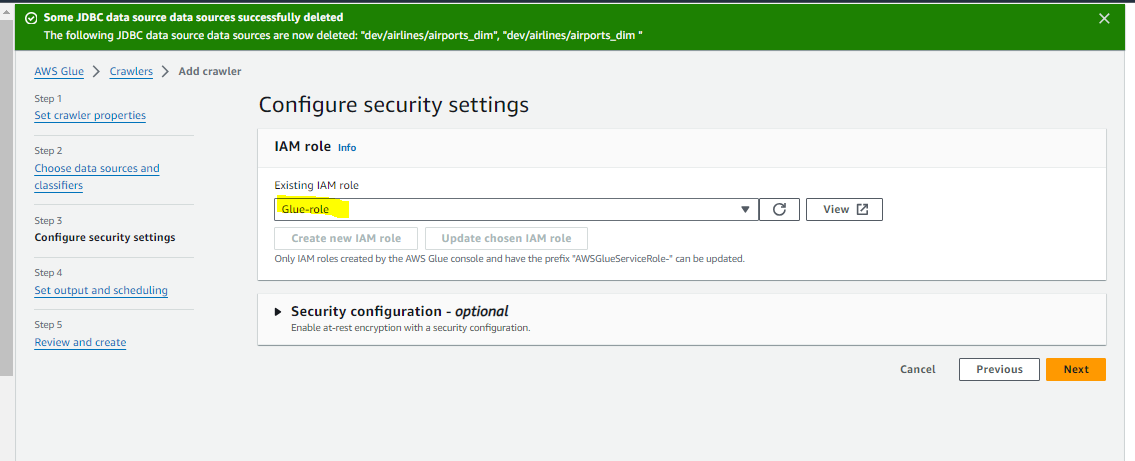 Some JDBC data source data sources successfully deleted
The following JDBC data source data sources are now deleted: "dev/airlines/airports_dim", "dev/airlines/airports_dim "
AWS Glue
Crawlers
Add crawler
Step 1
Set crawler properties
Step 2
Choose data sources and
classifiers
Step 3
Configure security settings
Step 4
Set output and scheduling
Step 5
Review and create
Configure security settings
IAM role Info
Existing IAM role
Glue-role
View
Create new IAM role
Update chosen IAM role
Only IAM roles created by the AWS Glue console and have the prefix "AWSGlueServiceRole-" can be updated.
Security configuration - optional
Enable at-rest encryption with a security configuration.
Cancel
Previous
Next